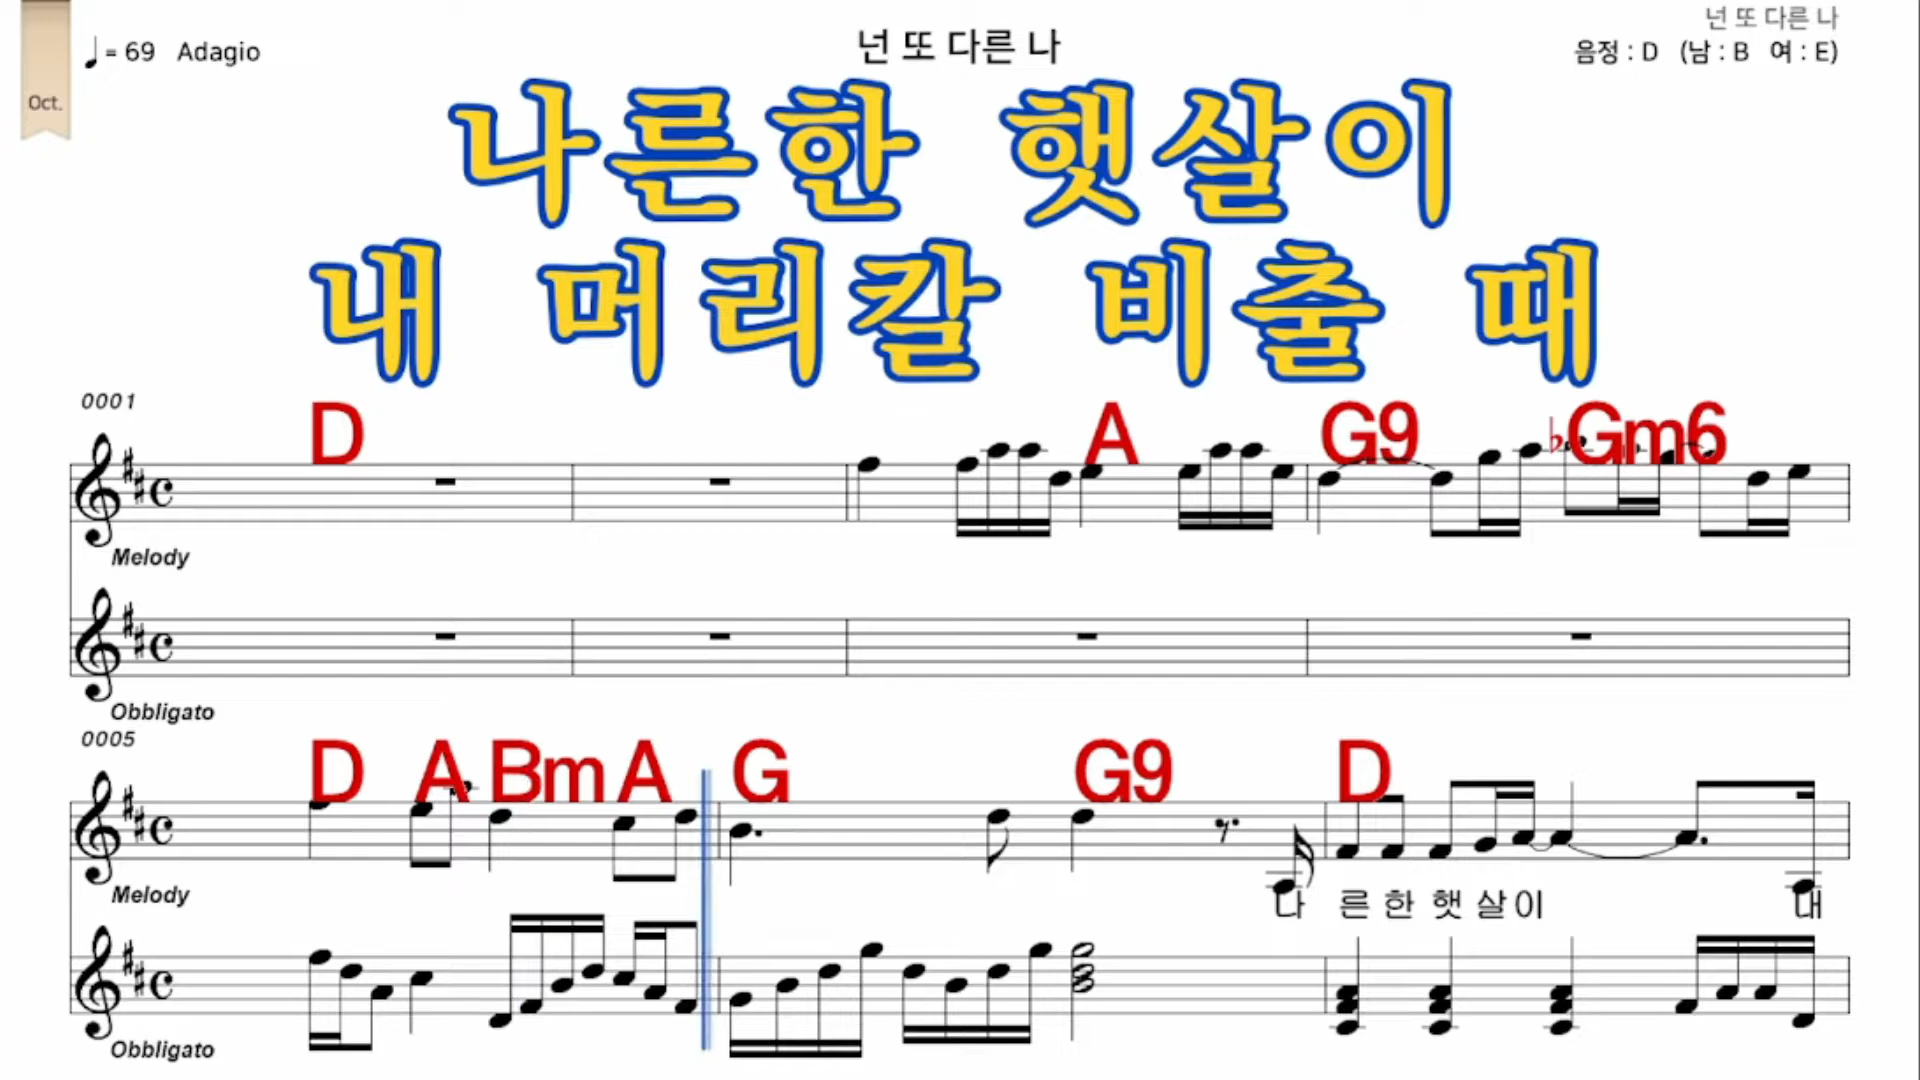 넌 또 다른 나
♩= 69 Adagio
넌 또 다른 나
음정 : D (남 : B 여 : E)
Oct.
나른한 햇살이
내 머리칼 비출 때
0001
D A G9 Gm6
Melody
Obbligato
0005
D A Bm A G G9 D
Melody
나 른 한 햇 살 이 내
Obbligato